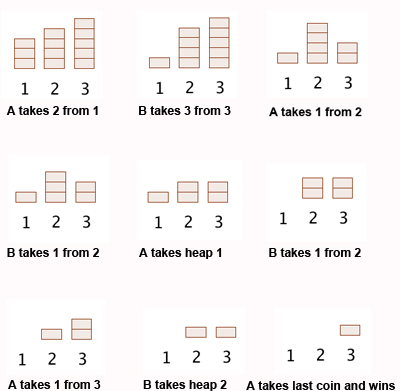 1 2 3
A takes 2 from 1
1 2 3
B takes 3 from 3
1 2 3
A takes 1 from 2
1 2 3
B takes 1 from 2
1 2 3
A takes heap 1
1 2 3
B takes 1 from 2
1 2 3
A takes 1 from 3
1 2 3
B takes heap 2
1 2 3
A takes last coin and wins